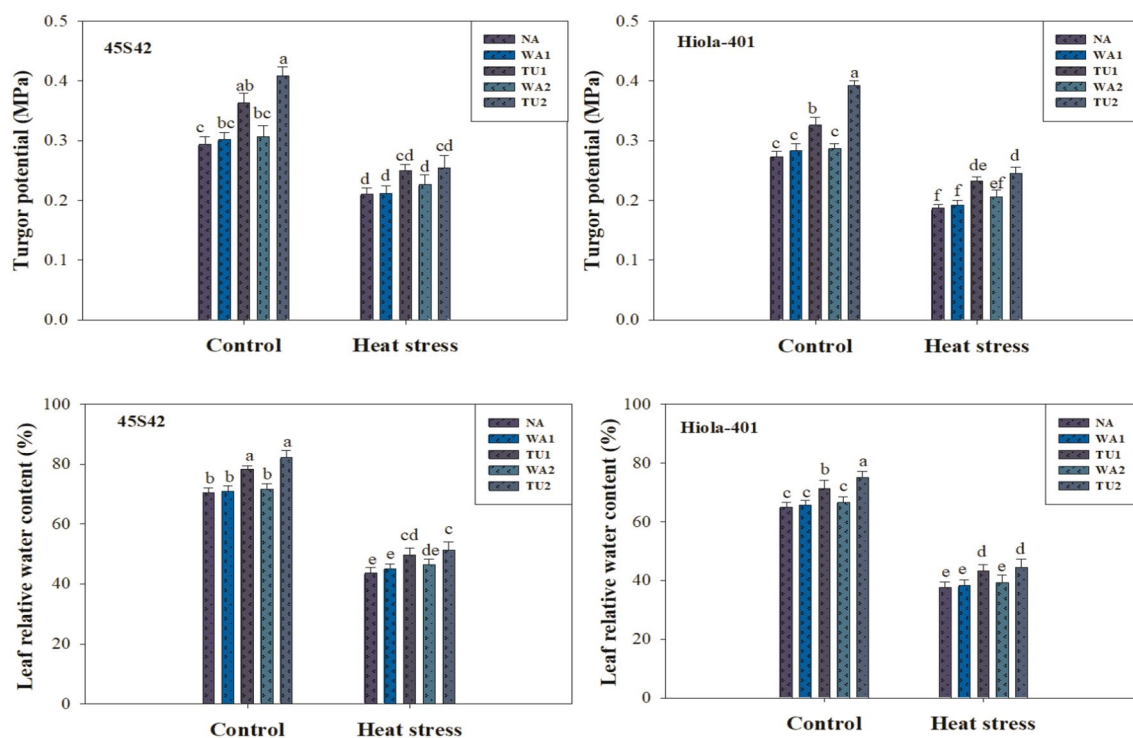 45S42
NA
WA1
TU1
WA2
TU2
Turgor potential (MPa)
0.5
0.4
0.3
0.2
0.1
0.0
c bc ab bc a
d d cd d cd
Control Heat stress
Hiola-401
NA
WA1
TU1
WA2
TU2
Turgor potential (MPa)
0.5
0.4
0.3
0.2
0.1
0.0
c c b c a
f f de ef d
Control Heat stress
45S42
NA
WA1
TU1
WA2
TU2
Leaf relative water content (%)
100
80
60
40
20
0
b b a b a
e e cd de c
Control Heat stress
Hiola-401
NA
WA1
TU1
WA2
TU2
Leaf relative water content (%)
100
80
60
40
20
0
c c b c a
e e d e d
Control Heat stress